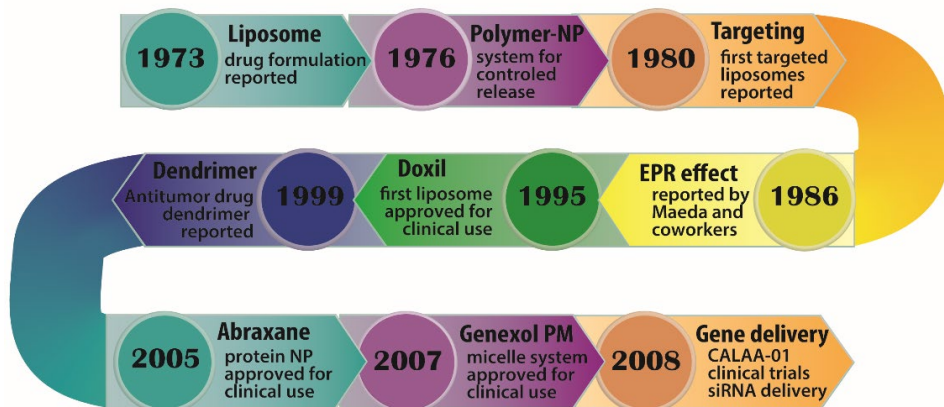 1973
Liposome
drug formulation
reported
1976
Polymer-NP
system for
controled
release
1980
Targeting
first targeted
liposomes
reported
1986
EPR effect
reported by
Maeda and
coworkers
1995
Doxil
first liposome
approved for
clinical use
1999
Dendrimer
Antitumor drug
dendrimer
reported
2005
Abraxane
protein NP
approved for
clinical use
2007
Genexol PM
micelle system
approved for
clinical use
2008
Gene delivery
CALAA-01
clinical trials
siRNA delivery